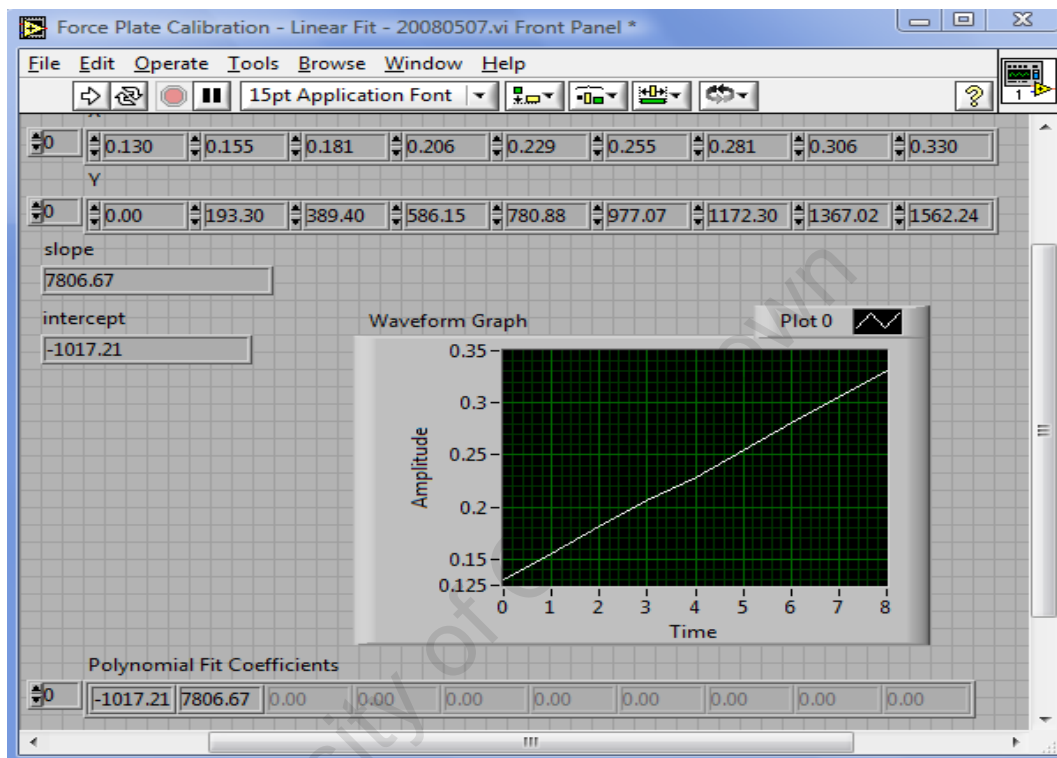 Force Plate Calibration - Linear Fit - 20080507.vi Front Panel *
File Edit Operate Tools Browse Window Help
15pt Application Font
1
0 0.130 0.155 0.181 0.206 0.229 0.255 0.281 0.306 0.330
Y
0 0.00 193.30 389.40 586.15 780.88 977.07 1172.30 1367.02 1562.24
slope
7806.67
intercept
-1017.21
Waveform Graph Plot 0
0.35
0.3
0.25
0.2
0.15
0.125
Amplitude
0 1 2 3 4 5 6 7 8
Time
Polynomial Fit Coefficients
0 -1017.21 7806.67 0.00 0.00 0.00 0.00 0.00 0.00 0.00 0.00